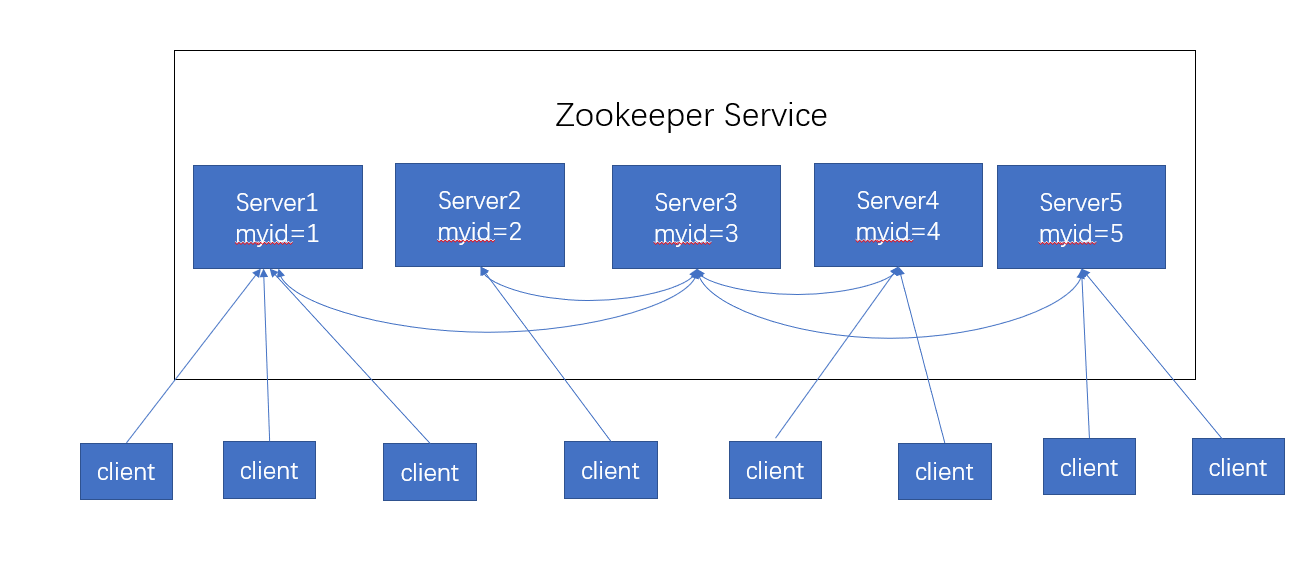 Zookeeper Service
Server1
myid=1
Server2
myid=2
Server3
myid=3
Server4
myid=4
Server5
myid=5
client
client
client
client
client
client
client
client